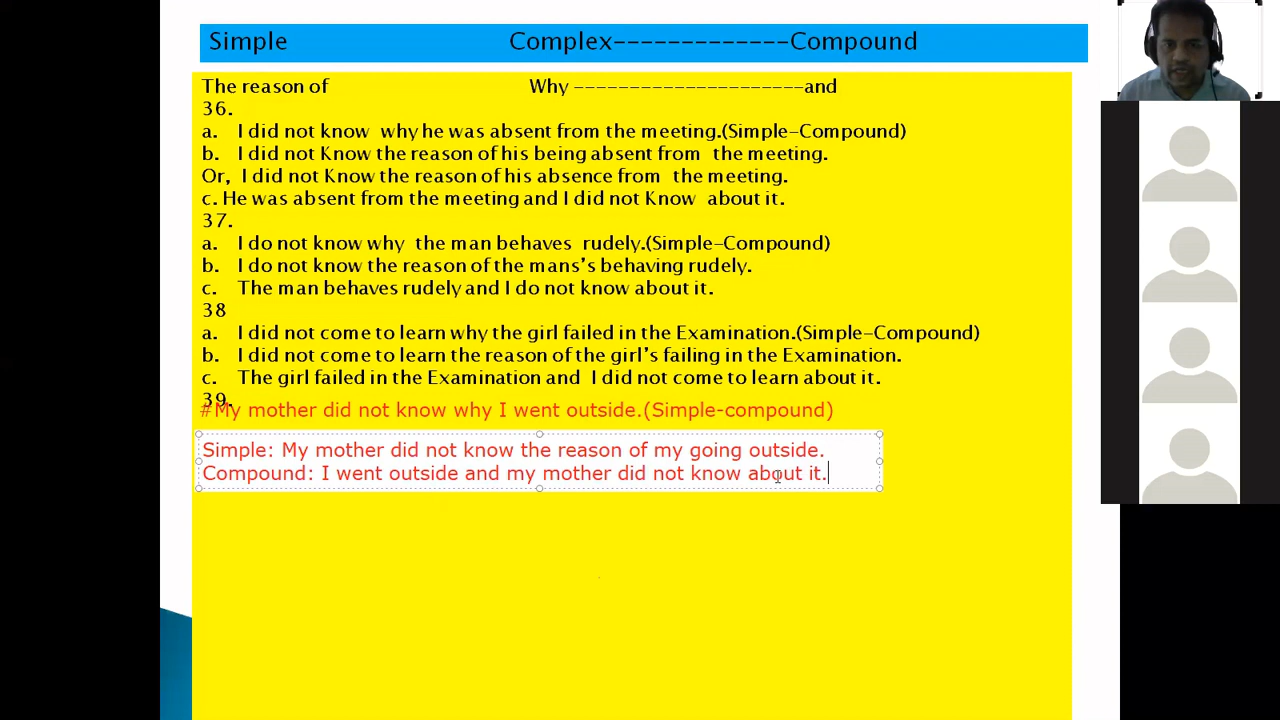 Simple Complex-------------Compound
The reason of Why ---------------------and
36.
a. I did not know why he was absent from the meeting.(Simple-Compound)
b. I did not Know the reason of his being absent from the meeting.
Or, I did not Know the reason of his absence from the meeting.
c. He was absent from the meeting and I did not Know about it.
37.
a. I do not know why the man behaves rudely.(Simple-Compound)
b. I do not know the reason of the mans's behaving rudely.
c. The man behaves rudely and I do not know about it.
38
a. I did not come to learn why the girl failed in the Examination.(Simple-Compound)
b. I did not come to learn the reason of the girl's failing in the Examination.
c. The girl failed in the Examination and I did not come to learn about it.
39.
#My mother did not know why I went outside.(Simple-compound)
Simple: My mother did not know the reason of my going outside.
Compound: I went outside and my mother did not know about it.